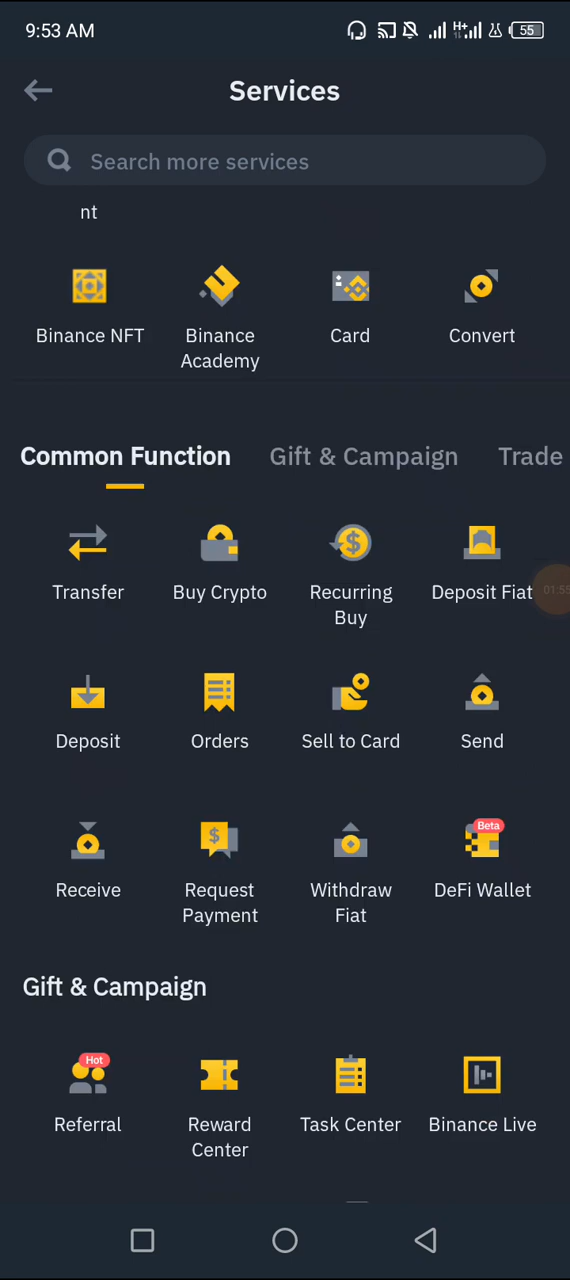 9:53 AM
H+
55
Services
Search more services
nt
Binance NFT
Binance
Academy
Card
Convert
Common Function
Gift & Campaign
Trade
Transfer
Buy Crypto
Recurring
Buy
Deposit Fiat
01:55
Deposit
Orders
Sell to Card
Send
Receive
Request
Payment
Withdraw
Fiat
Beta
DeFi Wallet
Gift & Campaign
Hot
Referral
Reward
Center
Task Center
Binance Live